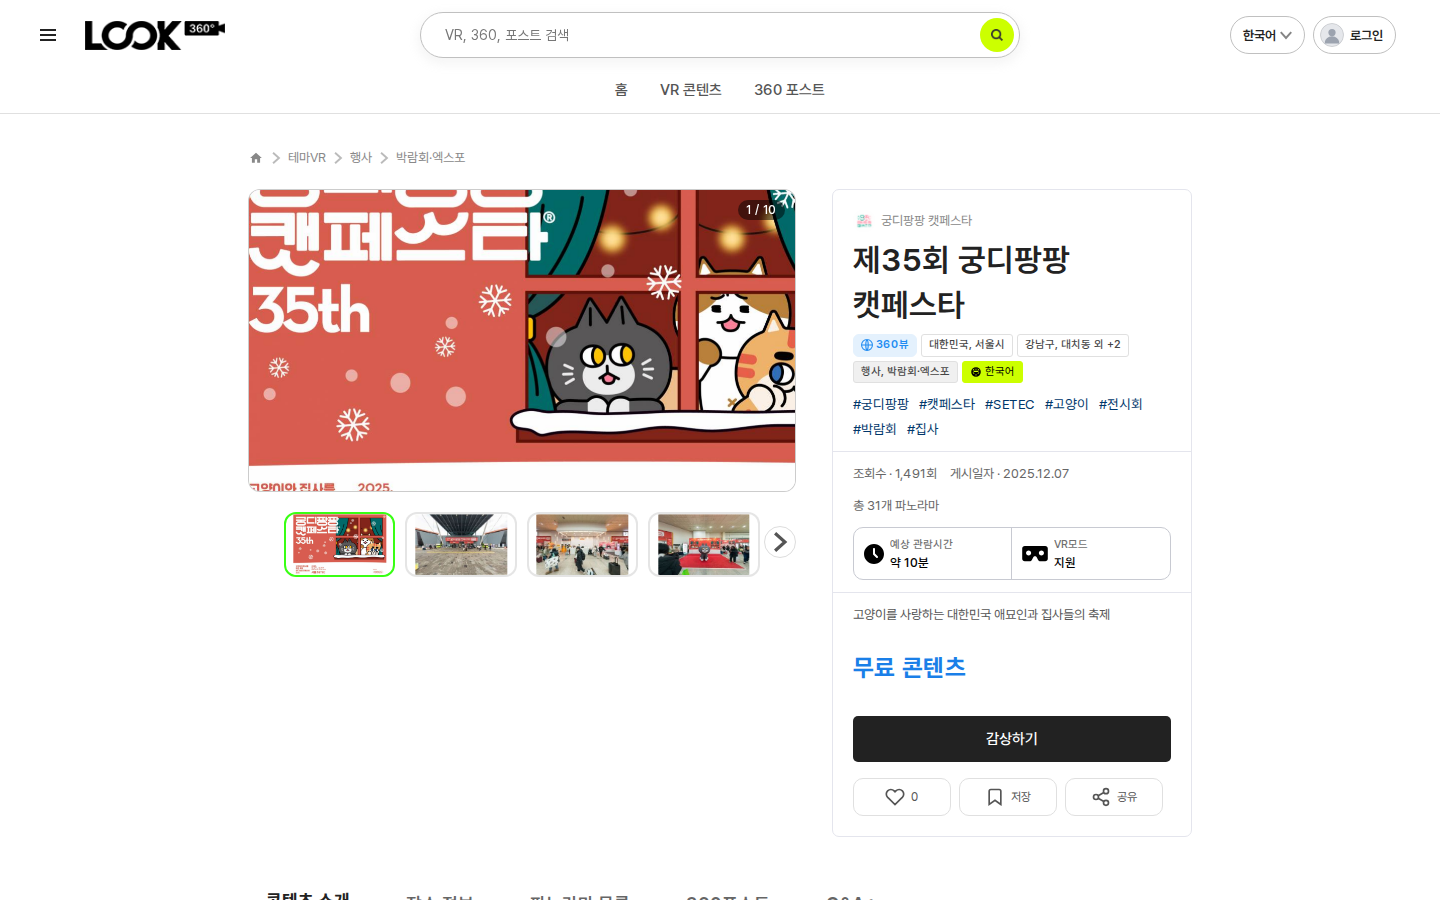 LOOK 360°
VR, 360, 포스트 검색
한국어
로그인
홈
VR 콘텐츠
360 포스트
테마VR
행사
박람회·엑스포
캣페스타®
35th
1 / 10
궁디팡팡 캣페스타
제35회 궁디팡팡
캣페스타
360뷰
대한민국, 서울시
강남구, 대치동 외 +2
행사, 박람회·엑스포
한국어
#궁디팡팡 #캣페스타 #SETEC #고양이 #전시회
#박람회 #집사
조회수 · 1,491회 게시일자 · 2025.12.07
총 31개 파노라마
예상 관람시간
약 10분
VR모드
지원
고양이를 사랑하는 대한민국 애묘인과 집사들의 축제
무료 콘텐츠
감상하기
0
저장
공유
콘텐츠 소개